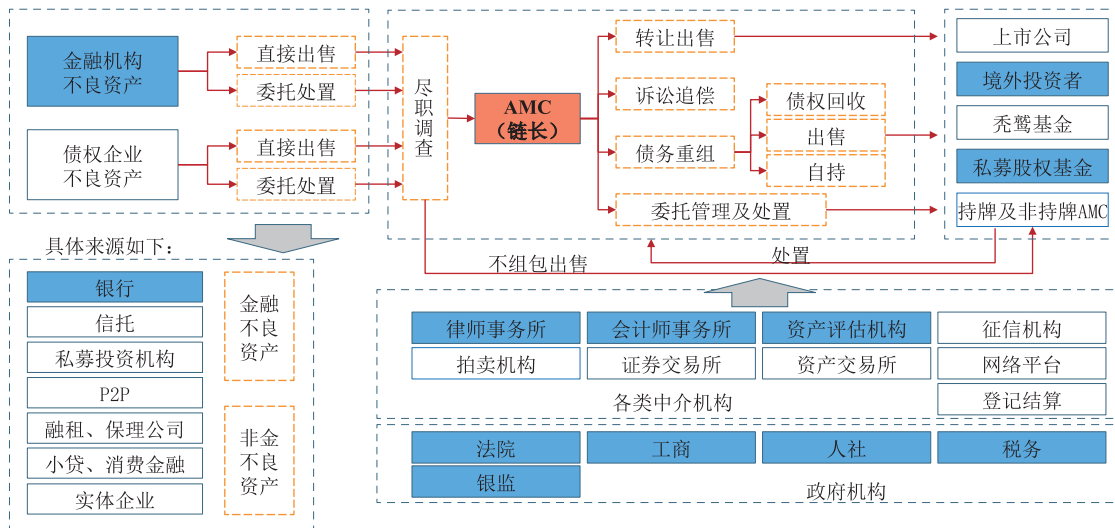 金融机构
不良资产
直接出售
委托处置
债权企业
不良资产
直接出售
委托处置
尽职调查
AMC
（链长）
转让出售
诉讼追偿
债务重组
委托管理及处置
债权回收
出售
自持
上市公司
境外投资者
秃鹫基金
私募股权基金
持牌及非持牌AMC
处置
不组包出售
具体来源如下：
银行
信托
私募投资机构
P2P
融租、保理公司
小贷、消费金融
实体企业
金融
不良
资产
非金
不良
资产
律师事务所
会计师事务所
资产评估机构
征信机构
拍卖机构
证券交易所
资产交易所
网络平台
登记结算
各类中介机构
法院
工商
人社
税务
银监
政府机构